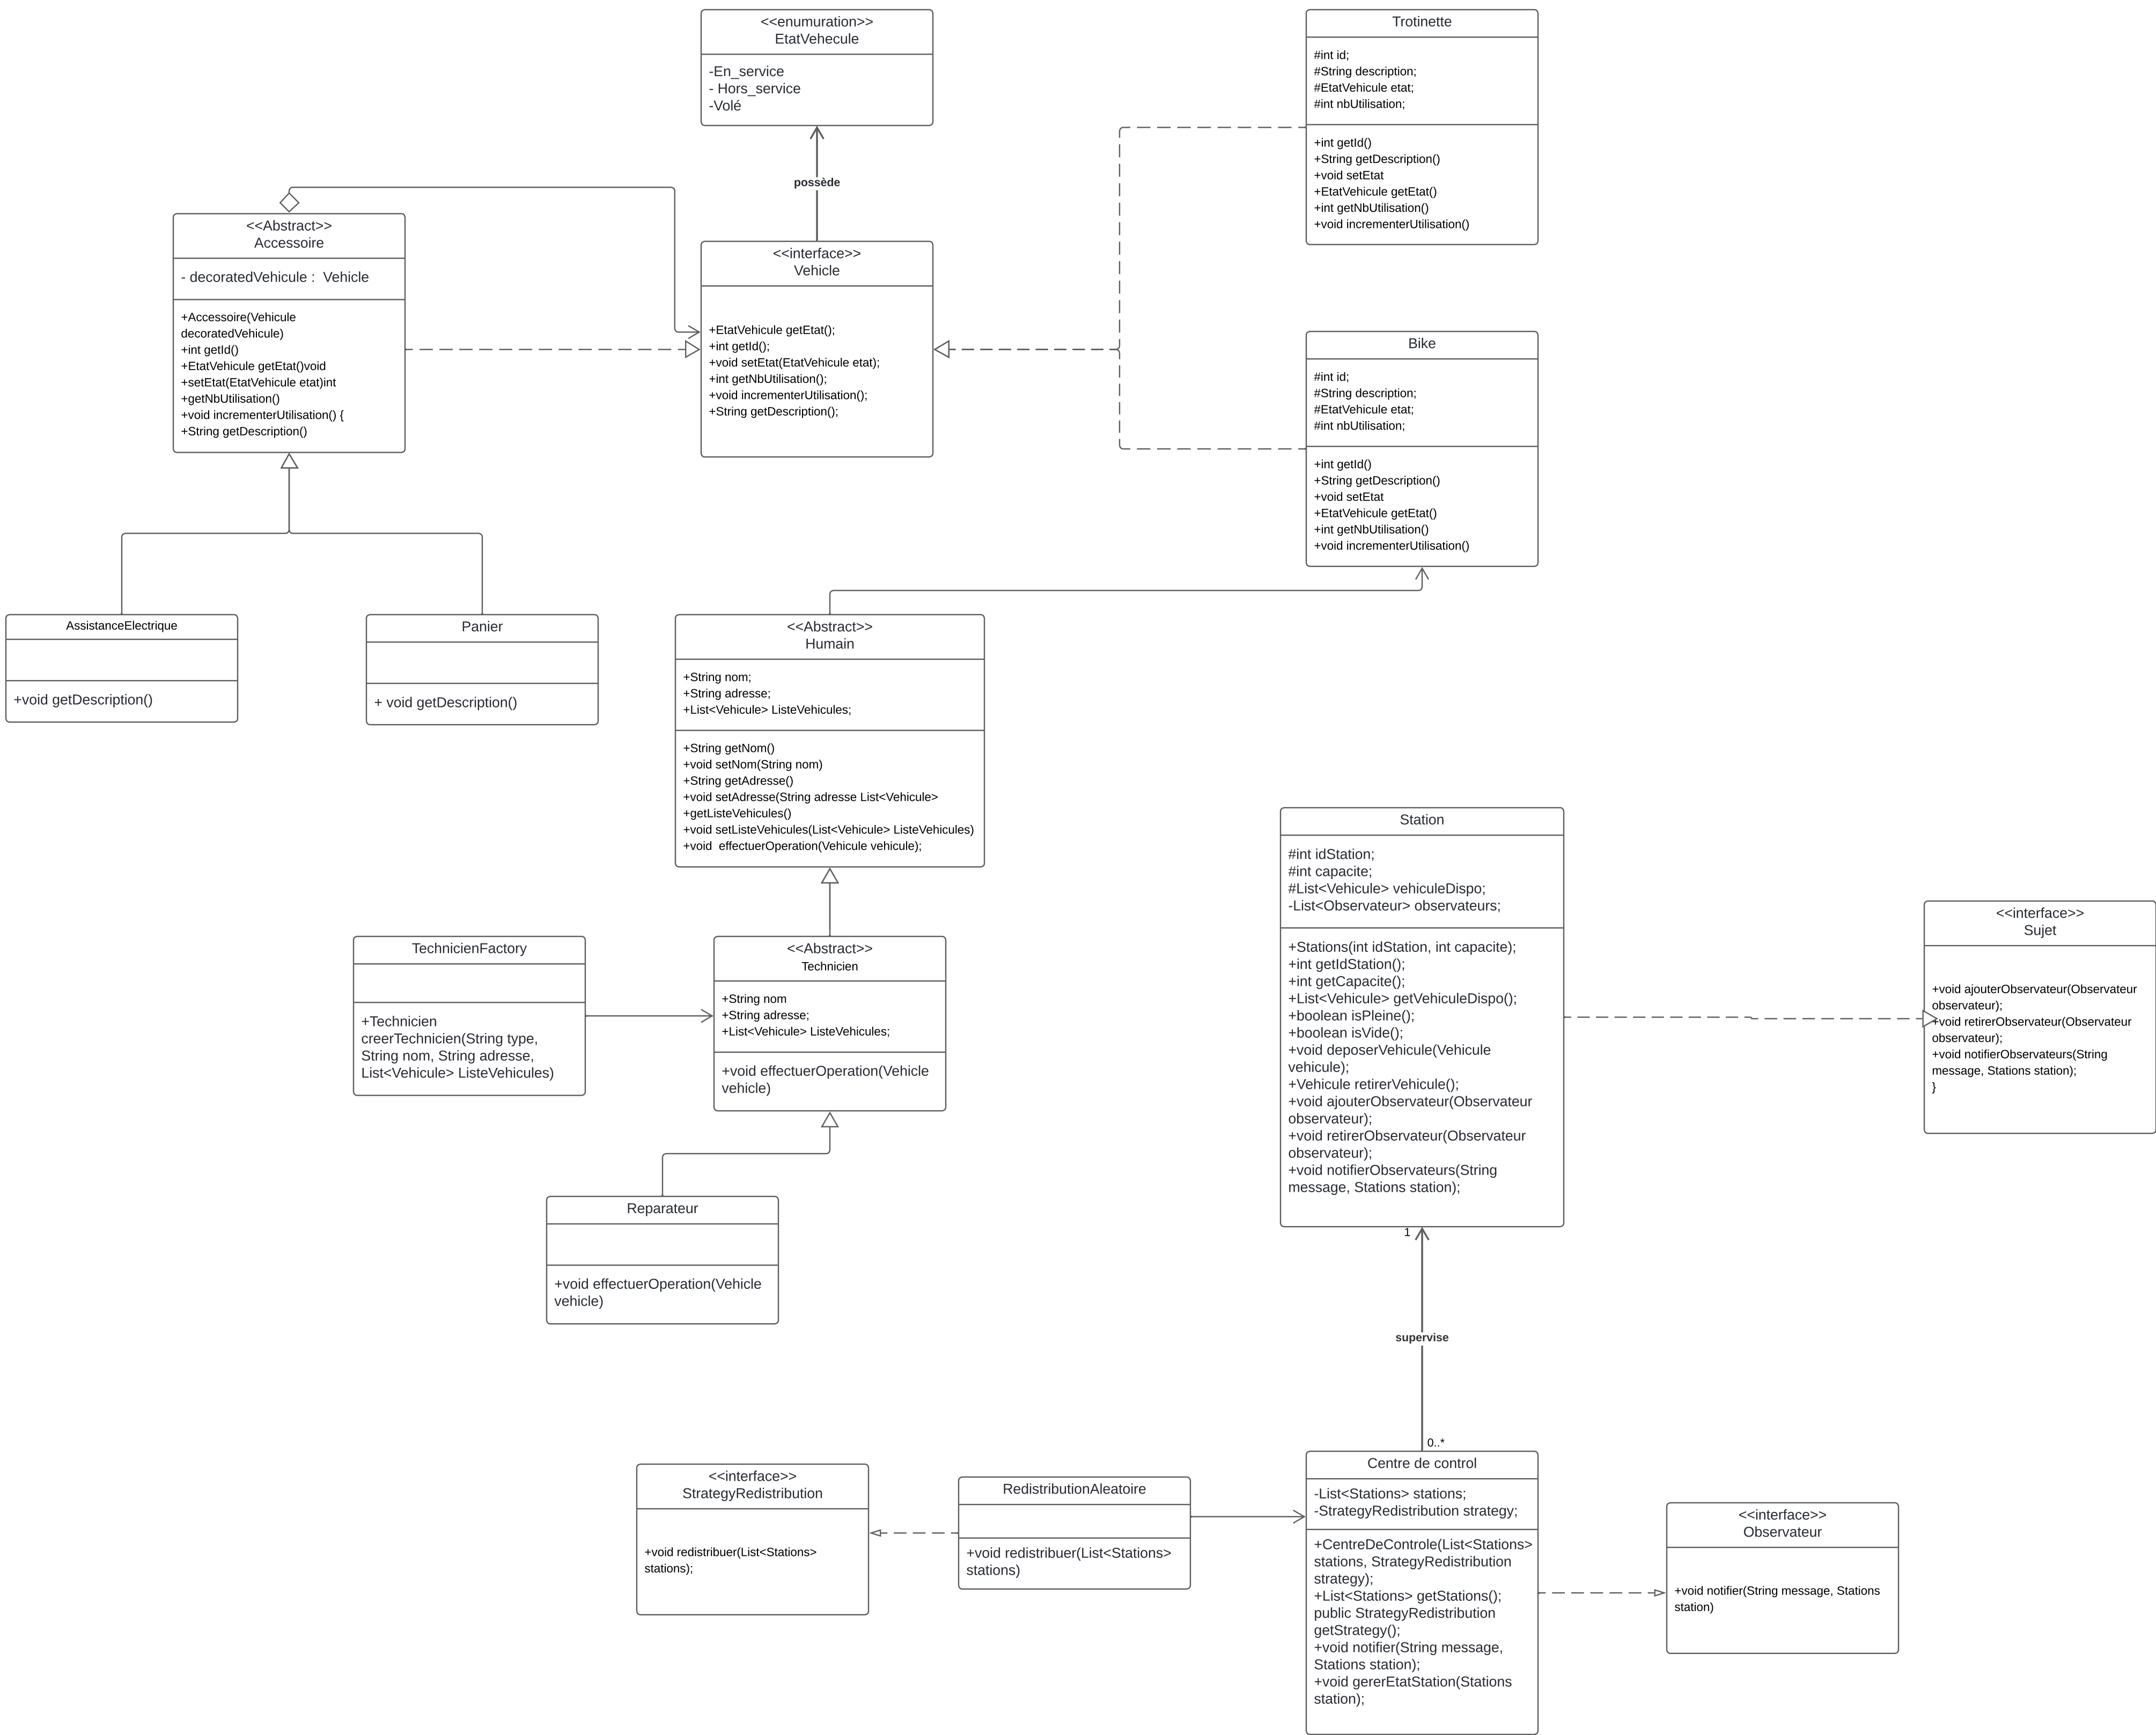 <<enumuration>>
EtatVehecule
-En_service
- Hors_service
-Volé
Trotinette
#int id;
#String description;
#EtatVehicule etat;
#int nbUtilisation;
+int getId()
+String getDescription()
+void setEtat
+EtatVehicule getEtat()
+int getNbUtilisation()
+void incrementerUtilisation()
possède
<<Abstract>>
Accessoire
- decoratedVehicule :  Vehicle
+Accessoire(Vehicule
decoratedVehicule)
+int getId()
+EtatVehicule getEtat()void
+setEtat(EtatVehicule etat)int
+getNbUtilisation()
+void incrementerUtilisation() {
+String getDescription()
<<interface>>
Vehicle
+EtatVehicule getEtat();
+int getId();
+void setEtat(EtatVehicule etat);
+int getNbUtilisation();
+void incrementerUtilisation();
+String getDescription();
Bike
#int id;
#String description;
#EtatVehicule etat;
#int nbUtilisation;
+int getId()
+String getDescription()
+void setEtat
+EtatVehicule getEtat()
+int getNbUtilisation()
+void incrementerUtilisation()
AssistanceElectrique
+void getDescription()
Panier
+ void getDescription()
<<Abstract>>
Humain
+String nom;
+String adresse;
+List<Vehicule> ListeVehicules;
+String getNom()
+void setNom(String nom)
+String getAdresse()
+void setAdresse(String adresse List<Vehicule>
+getListeVehicules()
+void setListeVehicules(List<Vehicule> ListeVehicules)
+void  effectuerOperation(Vehicule vehicule);
Station
#int idStation;
#int capacite;
#List<Vehicule> vehiculeDispo;
-List<Observateur> observateurs;
+Stations(int idStation, int capacite);
+int getIdStation();
+int getCapacite();
+List<Vehicule> getVehiculeDispo();
+boolean isPleine();
+boolean isVide();
+void deposerVehicule(Vehicule
vehicule);
+Vehicule retirerVehicule();
+void ajouterObservateur(Observateur
observateur);
+void retirerObservateur(Observateur
observateur);
+void notifierObservateurs(String
message, Stations station);
<<interface>>
Sujet
+void ajouterObservateur(Observateur
observateur);
+void retirerObservateur(Observateur
observateur);
+void notifierObservateurs(String
message, Stations station);
}
TechnicienFactory
+Technicien
creerTechnicien(String type,
String nom, String adresse,
List<Vehicule> ListeVehicules)
<<Abstract>>
Technicien
+String nom
+String adresse;
+List<Vehicule> ListeVehicules;
+void effectuerOperation(Vehicle
vehicle)
Reparateur
+void effectuerOperation(Vehicle
vehicle)
1
supervise
0..*
<<interface>>
StrategyRedistribution
+void redistribuer(List<Stations>
stations);
RedistributionAleatoire
+void redistribuer(List<Stations>
stations)
Centre de control
-List<Stations> stations;
-StrategyRedistribution strategy;
+CentreDeControle(List<Stations>
stations, StrategyRedistribution
strategy);
+List<Stations> getStations();
public StrategyRedistribution
getStrategy();
+void notifier(String message,
Stations station);
+void gererEtatStation(Stations
station);
<<interface>>
Observateur
+void notifier(String message, Stations
station)